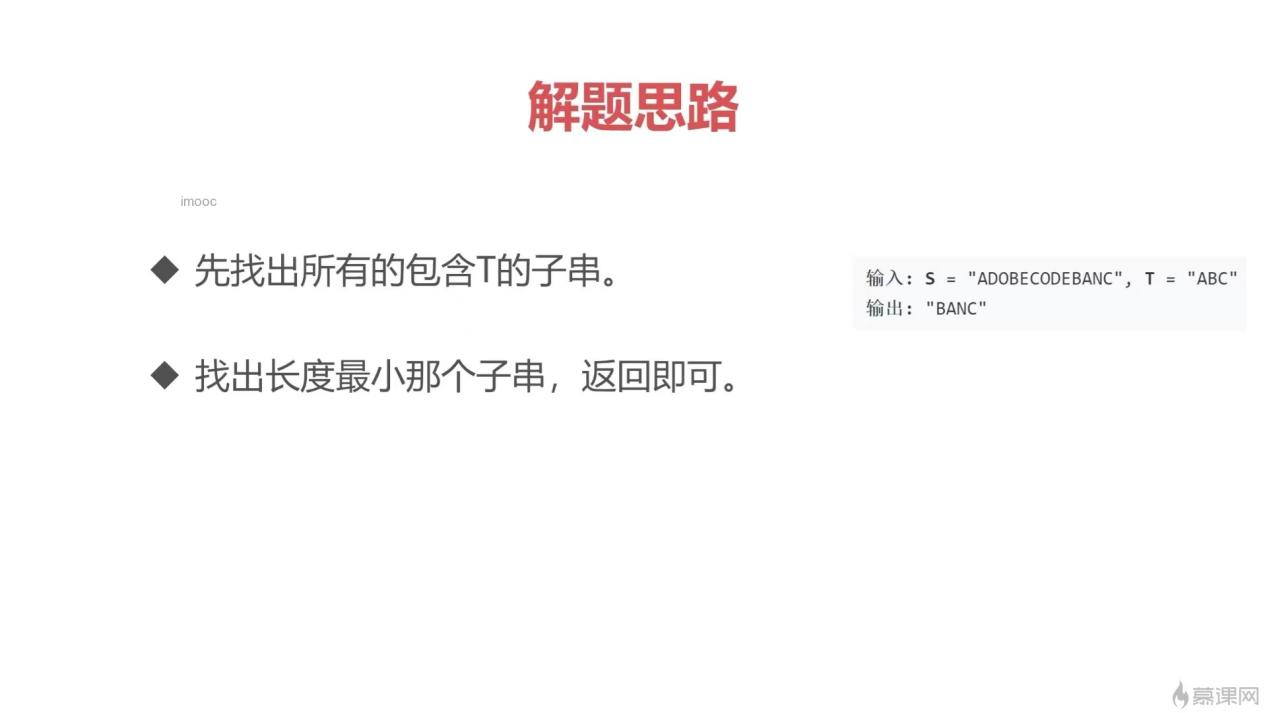 解题思路
imooc
先找出所有的包含T的子串。
找出长度最小那个子串，返回即可。
输入: S = "ADOBECODEBANC", T = "ABC"
输出: "BANC"
慕课网